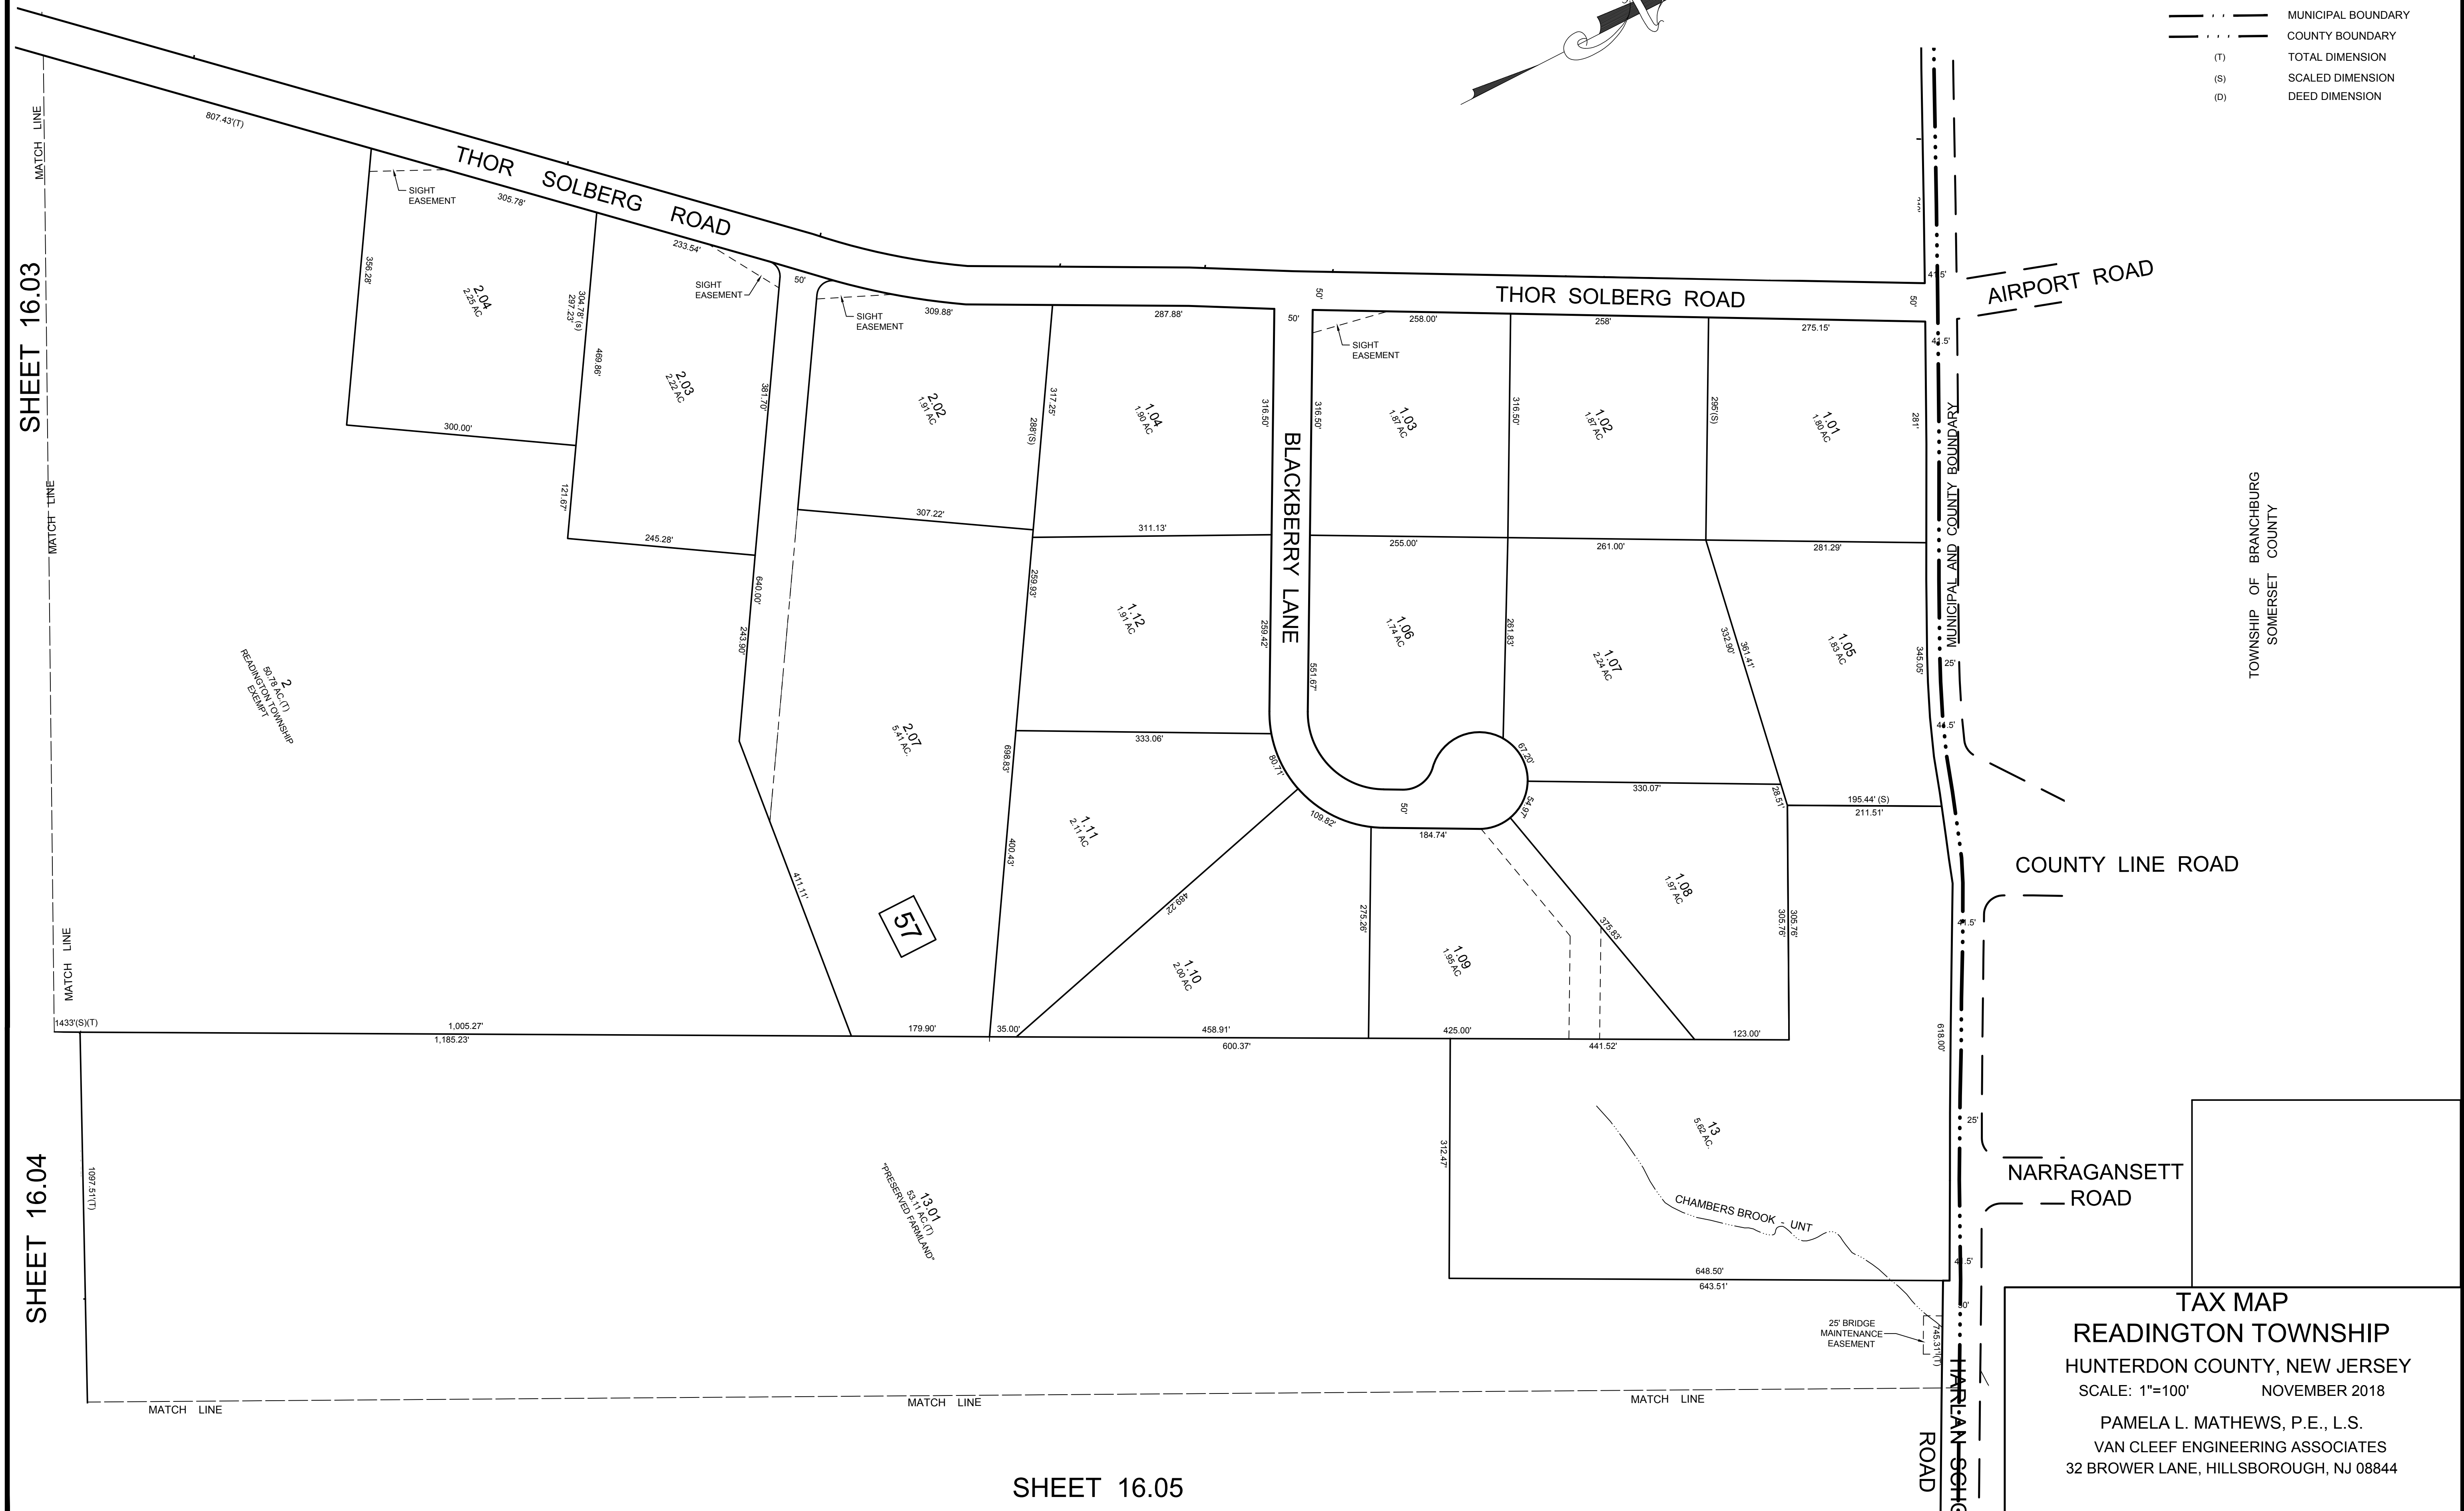 MUNICIPAL BOUNDARY
COUNTY BOUNDARY
(T) TOTAL DIMENSION
(S) SCALED DIMENSION
(D) DEED DIMENSION
SHEET 16.03
MATCH LINE
MATCH LINE
MATCH LINE
SHEET 16.04
807.43'(T)
THOR SOLBERG ROAD
SIGHT
EASEMENT
305.78'
356.28'
2.04
2.25 AC
304.78' (s)
297.23'
300.00'
233.54'
SIGHT
EASEMENT
50'
469.86'
2.03
2.22 AC
381.70'
121.67'
245.28'
640.00'
243.90'
SIGHT
EASEMENT
309.88'
2.02
1.91 AC
307.22'
317.25'
288'(S)
287.88'
1.04
1.90 AC
316.50'
311.13'
50'
50'
THOR SOLBERG ROAD
BLACKBERRY LANE
316.50'
SIGHT
EASEMENT
258.00'
1.03
1.87 AC
316.50'
255.00'
258'
1.02
1.87 AC
295'(S)
261.00'
275.15'
1.01
1.80 AC
281'
281.29'
50'
41.5'
41.5'
AIRPORT ROAD
MUNICIPAL AND COUNTY BOUNDARY
TOWNSHIP OF BRANCHBURG
SOMERSET COUNTY
2
50.78 AC.(T)
READINGTON TOWNSHIP
EXEMPT
2.07
5.41 AC.
259.93'
698.83'
400.43'
411.11'
57
1.12
1.91 AC
259.42'
333.06'
1.06
1.74 AC
551.67'
261.83'
1.07
2.24 AC
332.90'
361.41'
1.05
1.83 AC
345.05'
25'
41.5'
67.20'
80.71'
109.82'
50'
184.74'
54.97'
330.07'
28.51'
195.44' (S)
211.51'
1.11
2.11 AC
489.22'
1.10
2.00 AC
275.26'
1.09
1.95 AC
375.83'
1.08
1.97 AC
305.76'
305.76'
COUNTY LINE ROAD
41.5'
1433'(S)(T)
1,005.27'
1,185.23'
179.90'
35.00'
458.91'
600.37'
425.00'
441.52'
123.00'
618.00'
1097.51'(T)
13.01
53.11 AC.(T)
"PRESERVED FARMLAND"
312.47'
13
5.62 AC.
CHAMBERS BROOK - UNT
25'
NARRAGANSETT
ROAD
41.5'
648.50'
643.51'
25' BRIDGE
MAINTENANCE
EASEMENT
745.31'(T)
MATCH LINE
MATCH LINE
MATCH LINE
SHEET 16.05
ROAD
TAX MAP
READINGTON TOWNSHIP
HUNTERDON COUNTY, NEW JERSEY
SCALE: 1"=100' NOVEMBER 2018
PAMELA L. MATHEWS, P.E., L.S.
VAN CLEEF ENGINEERING ASSOCIATES
32 BROWER LANE, HILLSBOROUGH, NJ 08844